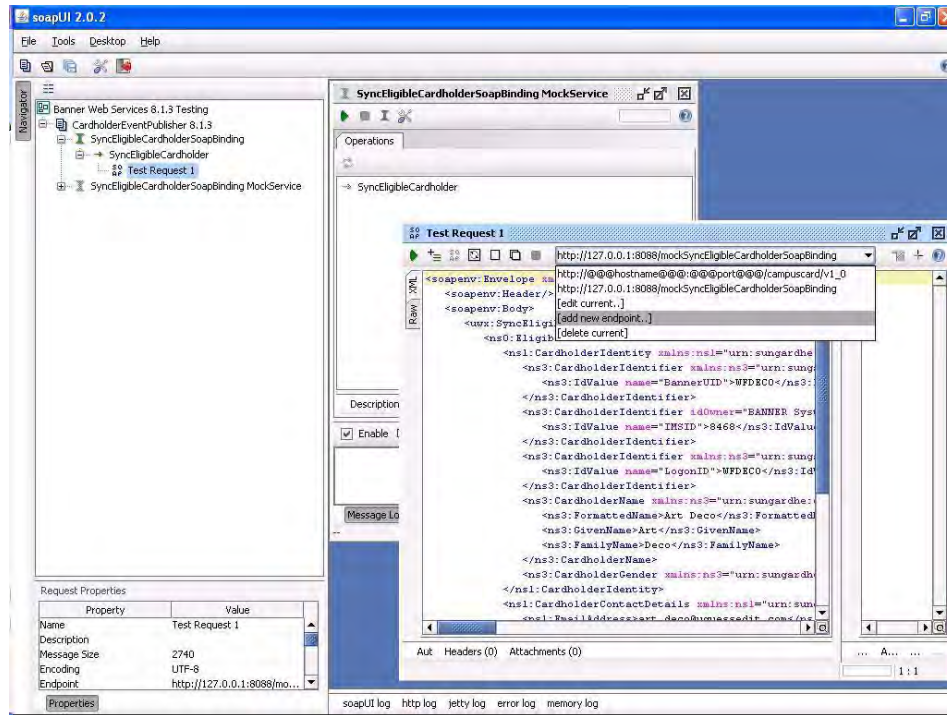 soapUI 2.0.2
File Tools Desktop Help
Navigator
Banner Web Services 8.1.3 Testing
CardholderEventPublisher 8.1.3
SyncEligibleCardholderSoapBinding
SyncEligibleCardholder
Test Request 1
SyncEligibleCardholderSoapBinding MockService
SyncEligibleCardholderSoapBinding MockService
Operations
SyncEligibleCardholder
Description
Enable
Message Lo
--
Test Request 1
http://127.0.0.1:8088/mockSyncEligibleCardholderSoapBinding
http://@@@hostname@@@:@@@port@@@/campuscard/v1_0
http://127.0.0.1:8088/mockSyncEligibleCardholderSoapBinding
[edit current..]
[add new endpoint..]
[delete current]
XML
Raw
<soapenv:Envelope xm
<soapenv:Header/>
<soapenv:Body>
<uwx:SyncEligi
<ns0:Eligib
<ns1:CardholderIdentity xmlns:ns1="urn:sungardhe
<ns3:CardholderIdentifier xmlns:ns3="urn:sung
<ns3:IdValue name="BannerUID">WFDECO</ns3:
</ns3:CardholderIdentifier>
<ns3:CardholderIdentifier idOwner="BANNER Sys
<ns3:IdValue name="IMSID">8468</ns3:IdValu
</ns3:CardholderIdentifier>
<ns3:CardholderIdentifier xmlns:ns3="urn:sung
<ns3:IdValue name="LogonID">WFDECO</ns3:Id
</ns3:CardholderIdentifier>
<ns3:CardholderName xmlns:ns3="urn:sungardhe:
<ns3:FormattedName>Art Deco</ns3:Formatted
<ns3:GivenName>Art</ns3:GivenName>
<ns3:FamilyName>Deco</ns3:FamilyName>
</ns3:CardholderName>
<ns3:CardholderGender xmlns:ns3="urn:sungardh
</ns1:CardholderIdentity>
<ns1:CardholderContactDetails xmlns:ns1="urn:sun
Aut Headers (0) Attachments (0)
... A... ...
1 : 1
Request Properties
Property Value
Name Test Request 1
Description
Message Size 2740
Encoding UTF-8
Endpoint http://127.0.0.1:8088/mo...
Properties
soapUI log http log jetty log error log memory log